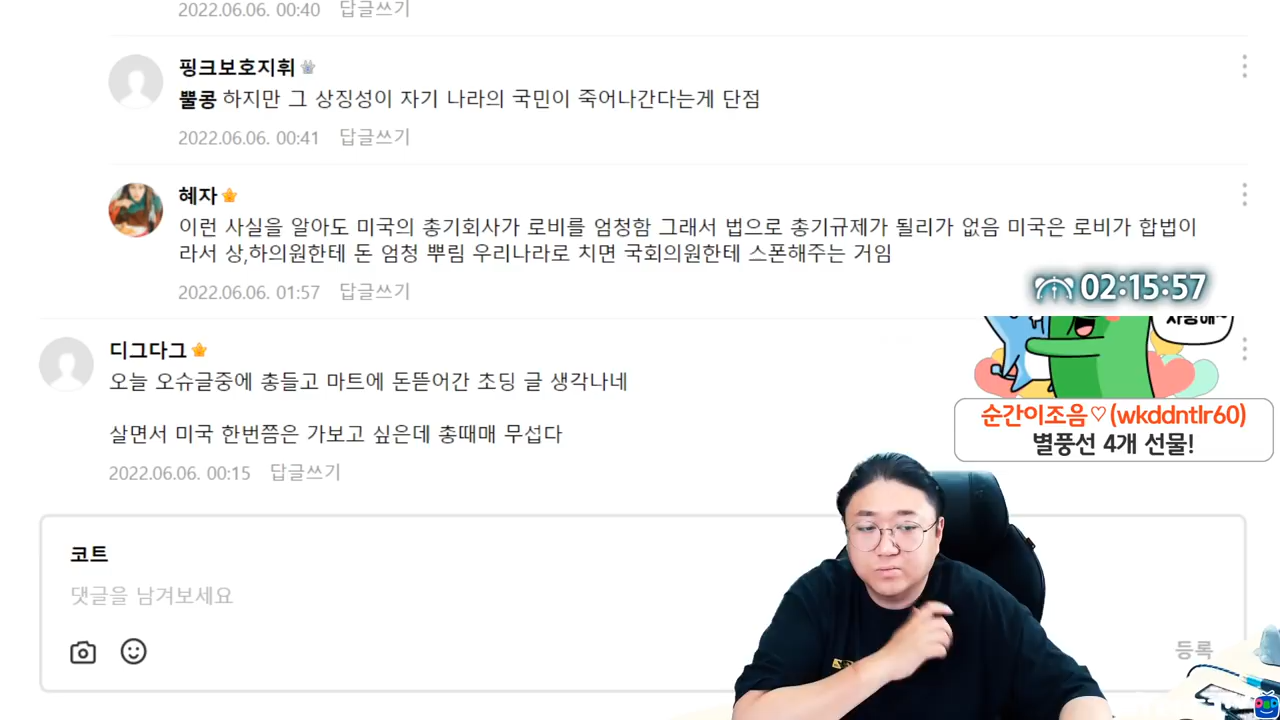 2022.06.06. 00:40 답글쓰기
핑크보호지휘
뿔콩 하지만 그 상징성이 자기 나라의 국민이 죽어나간다는게 단점
2022.06.06. 00:41 답글쓰기
혜자
이런 사실을 알아도 미국의 총기회사가 로비를 엄청함 그래서 법으로 총기규제가 될리가 없음 미국은 로비가 합법이
라서 상,하의원한테 돈 엄청 뿌림 우리나라로 치면 국회의원한테 스폰해주는 거임
2022.06.06. 01:57 답글쓰기
02:15:57
사랑해~
디그다그
오늘 오슈글중에 총들고 마트에 돈뜯어간 초딩 글 생각나네
살면서 미국 한번쯤은 가보고 싶은데 총때매 무섭다
2022.06.06. 00:15 답글쓰기
순간이조음♡(wkddntlr60)
별풍선 4개 선물!
코트
댓글을 남겨보세요
등록